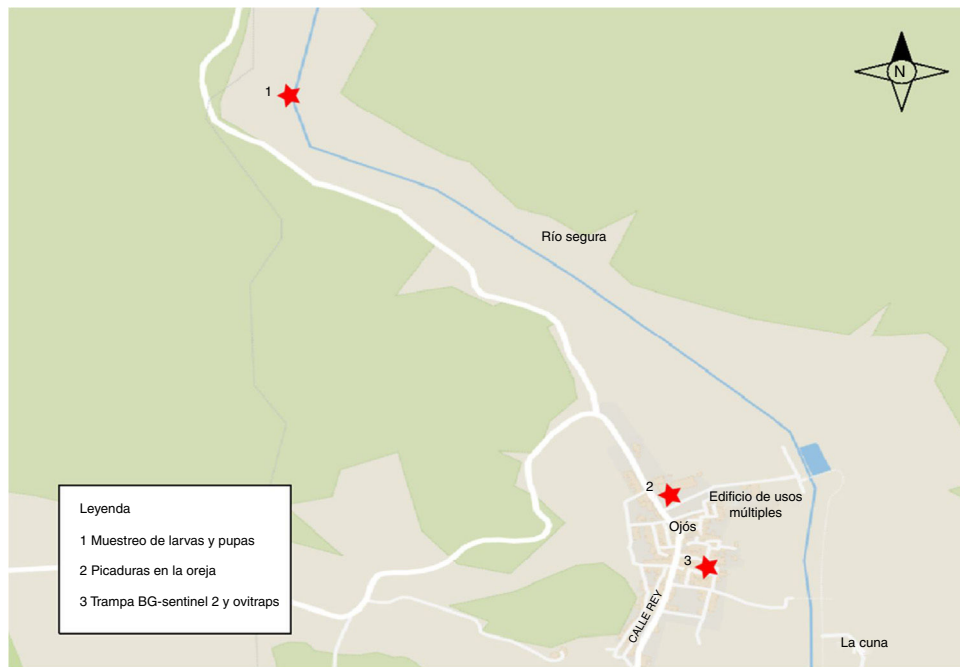 N
1
Río segura
2
Edificio de usos
múltiples
Ojós
3
CALLE REY
La cuna
Leyenda
1 Muestreo de larvas y pupas
2 Picaduras en la oreja
3 Trampa BG-sentinel 2 y ovitraps